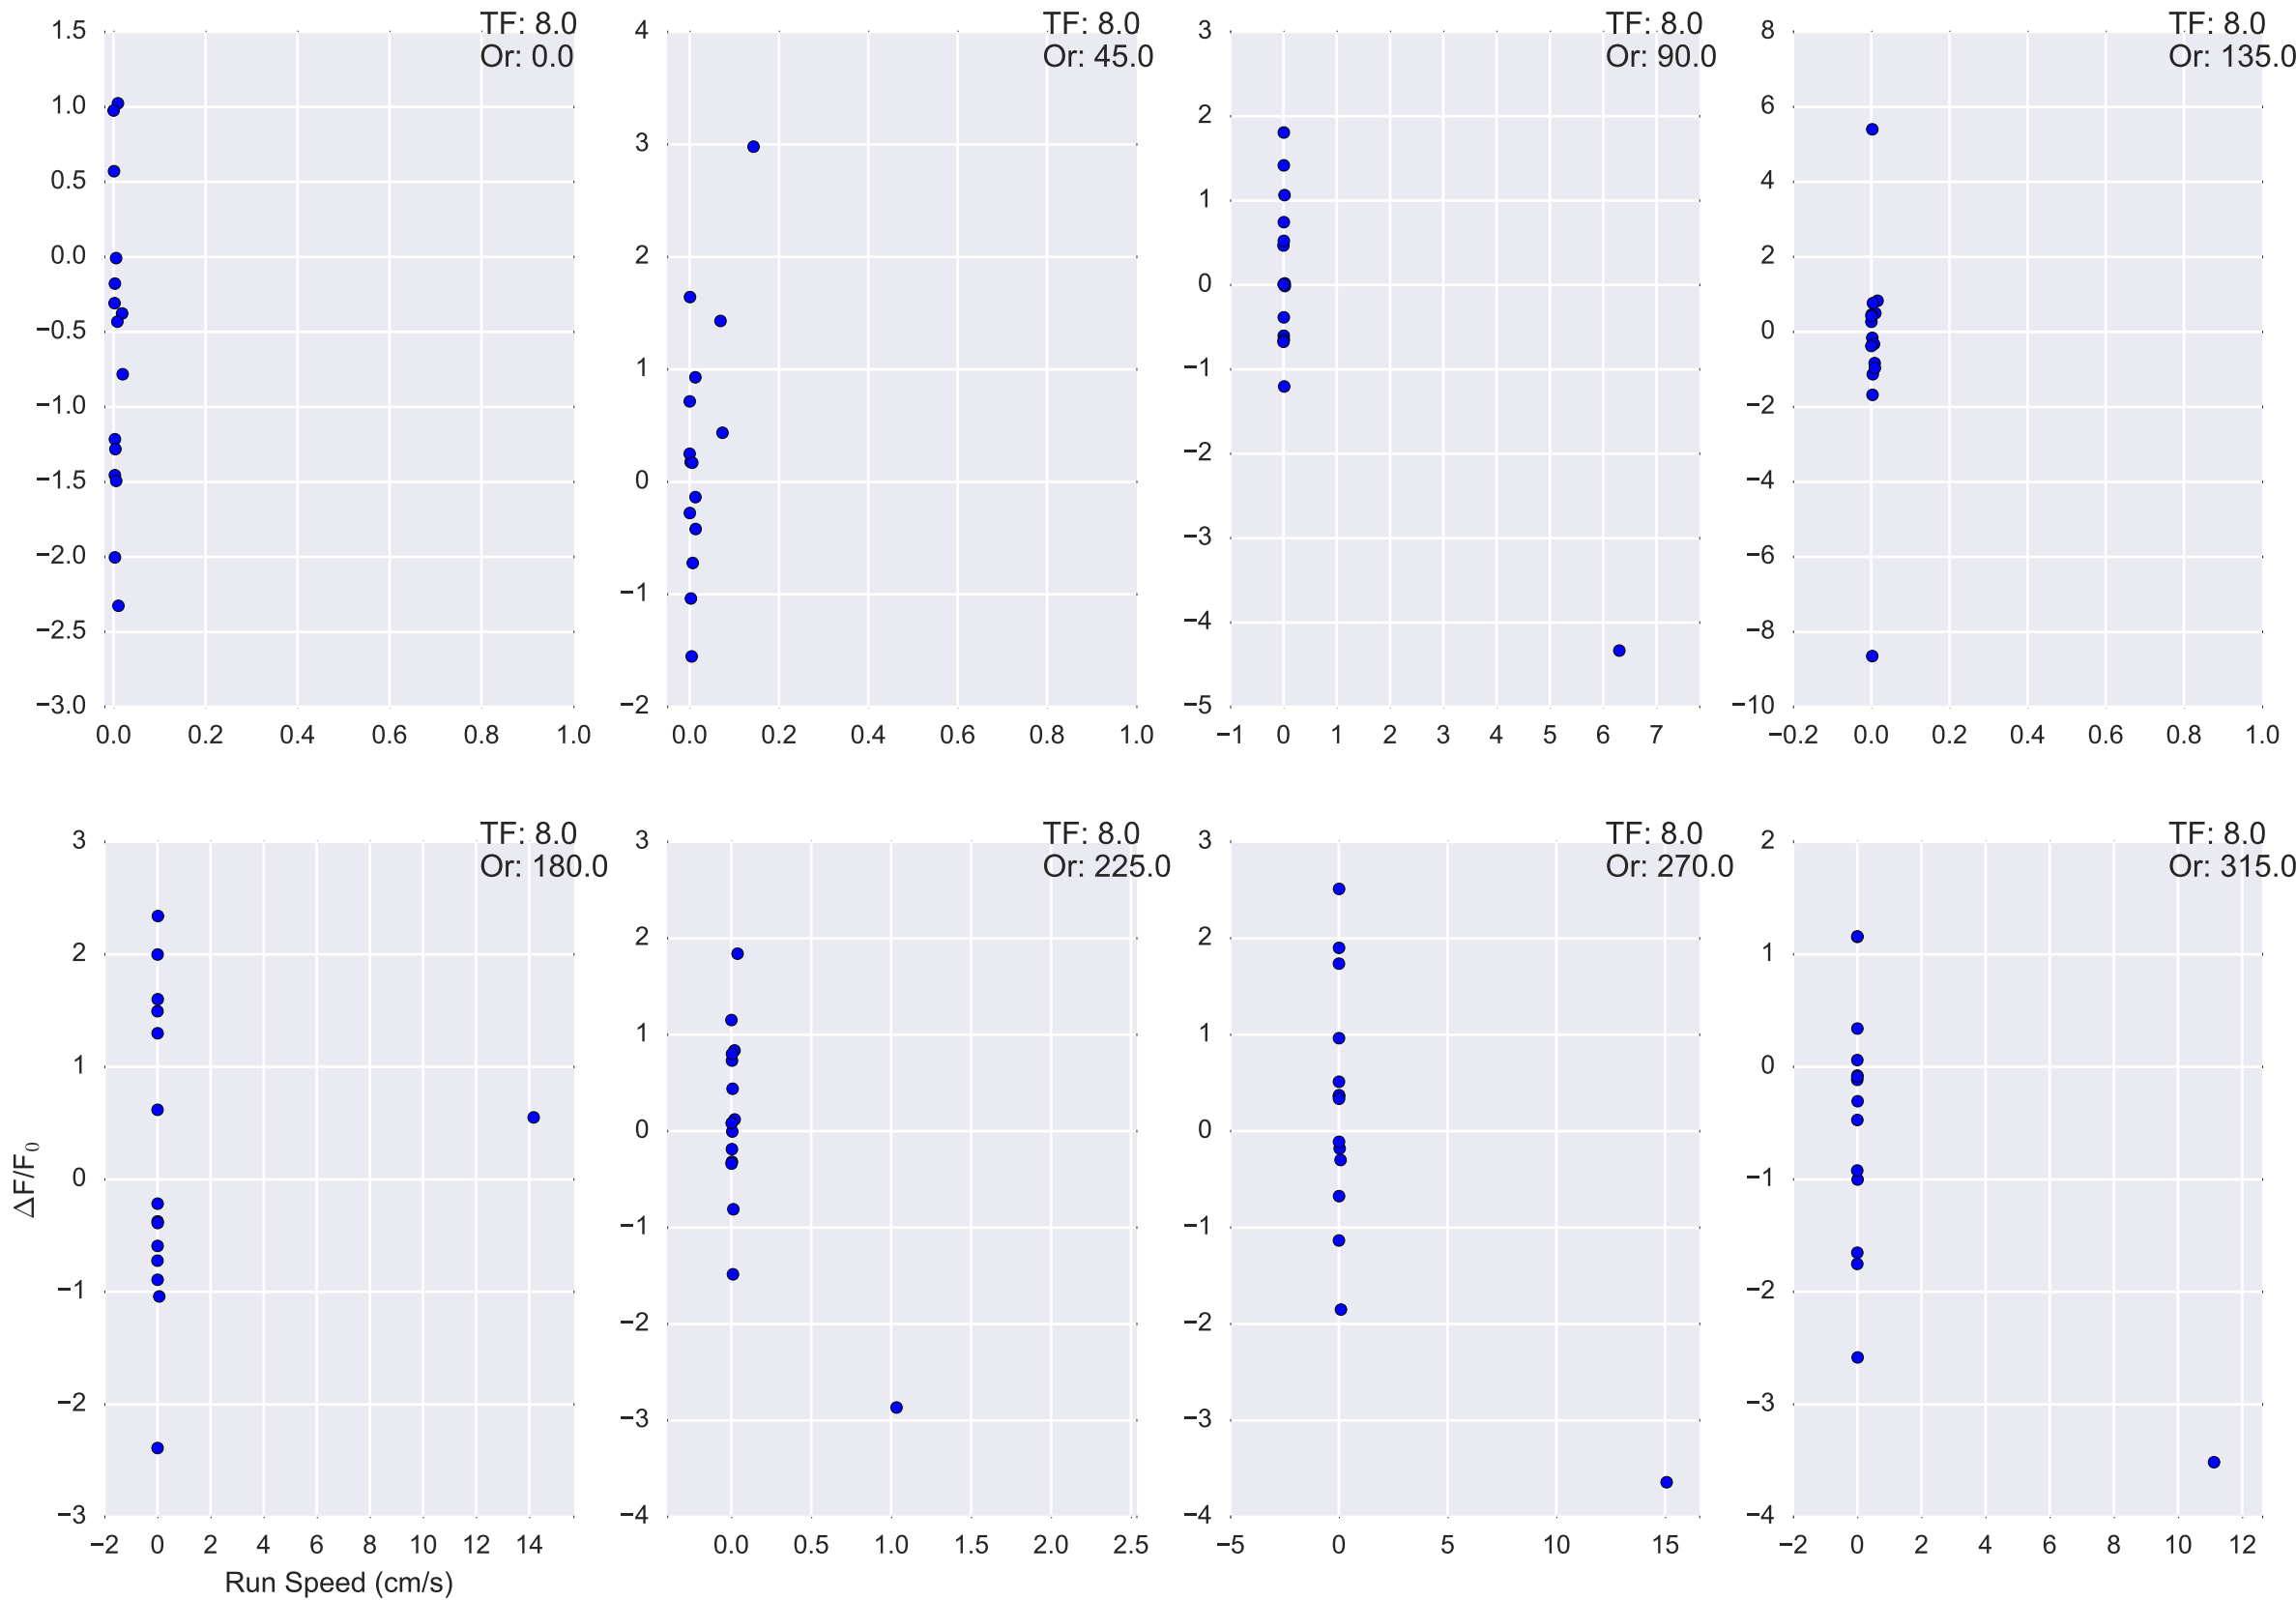 TF: 8.0
Or: 0.0
1.5
1.0
0.5
0.0
−0.5
−1.0
−1.5
−2.0
−2.5
−3.0
0.0 0.2 0.4 0.6 0.8 1.0
TF: 8.0
Or: 45.0
4
3
2
1
0
−1
−2
0.0 0.2 0.4 0.6 0.8 1.0
TF: 8.0
Or: 90.0
3
2
1
0
−1
−2
−3
−4
−5
−1 0 1 2 3 4 5 6 7
TF: 8.0
Or: 135.0
8
6
4
2
0
−2
−4
−6
−8
−10
−0.2 0.0 0.2 0.4 0.6 0.8 1.0
TF: 8.0
Or: 180.0
3
2
1
0
−1
−2
−3
ΔF/F₀
−2 0 2 4 6 8 10 12 14
Run Speed (cm/s)
TF: 8.0
Or: 225.0
3
2
1
0
−1
−2
−3
−4
0.0 0.5 1.0 1.5 2.0 2.5
TF: 8.0
Or: 270.0
3
2
1
0
−1
−2
−3
−4
−5 0 5 10 15
TF: 8.0
Or: 315.0
2
1
0
−1
−2
−3
−4
−2 0 2 4 6 8 10 12